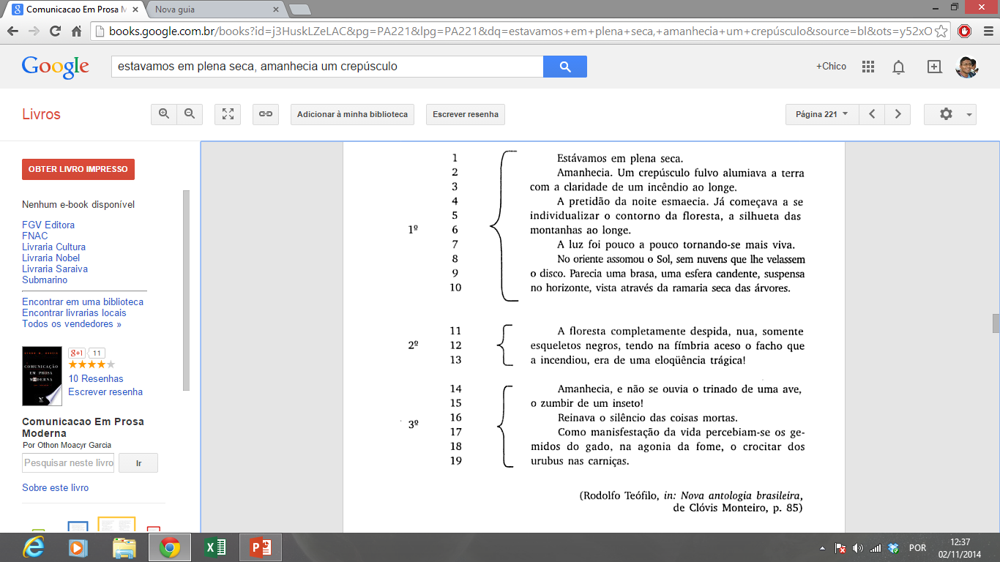 Comunicacao Em Prosa M
Nova guia
books.google.com.br/books?id=j3HuskLZeLAC&pg=PA221&lpg=PA221&dq=estavamos+em+plena+seca,+amanhecia+um+crepúsculo&source=bl&ots=y52xO
Google
estavamos em plena seca, amanhecia um crepúsculo
+Chico
Livros
Adicionar à minha biblioteca
Escrever resenha
Página 221
OBTER LIVRO IMPRESSO
Nenhum e-book disponível
FGV Editora
FNAC
Livraria Cultura
Livraria Nobel
Livraria Saraiva
Submarino
Encontrar em uma biblioteca
Encontrar livrarias locais
Todos os vendedores »
g+1 11
10 Resenhas
Escrever resenha
OTHON M. GARCIA
COMUNICAÇÃO
EM PROSA
MODERNA
Comunicacao Em Prosa
Moderna
Por Othon Moacyr Garcia
Pesquisar neste livro
Ir
Sobre este livro
1 Estávamos em plena seca.
2 Amanhecia. Um crepúsculo fulvo alumiava a terra
3 com a claridade de um incêndio ao longe.
4 A pretidão da noite esmaecia. Já começava a se
5 individualizar o contorno da floresta, a silhueta das
1º 6 montanhas ao longe.
7 A luz foi pouco a pouco tornando-se mais viva.
8 No oriente assomou o Sol, sem nuvens que lhe velassem
9 o disco. Parecia uma brasa, uma esfera candente, suspensa
10 no horizonte, vista através da ramaria seca das árvores.
11 A floresta completamente despida, nua, somente
2º 12 esqueletos negros, tendo na fímbria aceso o facho que
13 a incendiou, era de uma eloqüência trágica!
14 Amanhecia, e não se ouvia o trinado de uma ave,
15 o zumbir de um inseto!
3º 16 Reinava o silêncio das coisas mortas.
17 Como manisfestação da vida percebiam-se os ge-
18 midos do gado, na agonia da fome, o crocitar dos
19 urubus nas carniças.
(Rodolfo Teófilo, in: Nova antologia brasileira,
de Clóvis Monteiro, p. 85)
POR
12:37
02/11/2014